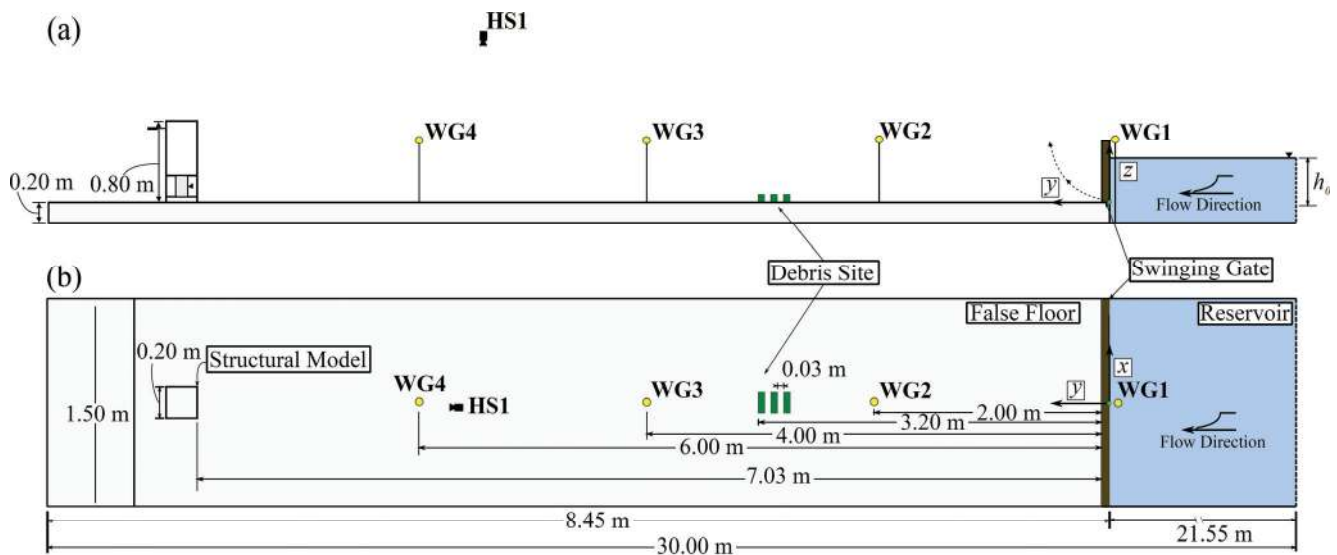 (a)
HS1
WG4
WG3
WG2
WG1
0.20 m
0.80 m
y
z
h₀
Flow Direction
(b)
Debris Site
Swinging Gate
False Floor
Reservoir
0.20 m
Structural Model
0.03 m
x
WG4
WG3
WG2
y
WG1
1.50 m
HS1
2.00 m
3.20 m
4.00 m
Flow Direction
6.00 m
7.03 m
8.45 m
21.55 m
30.00 m